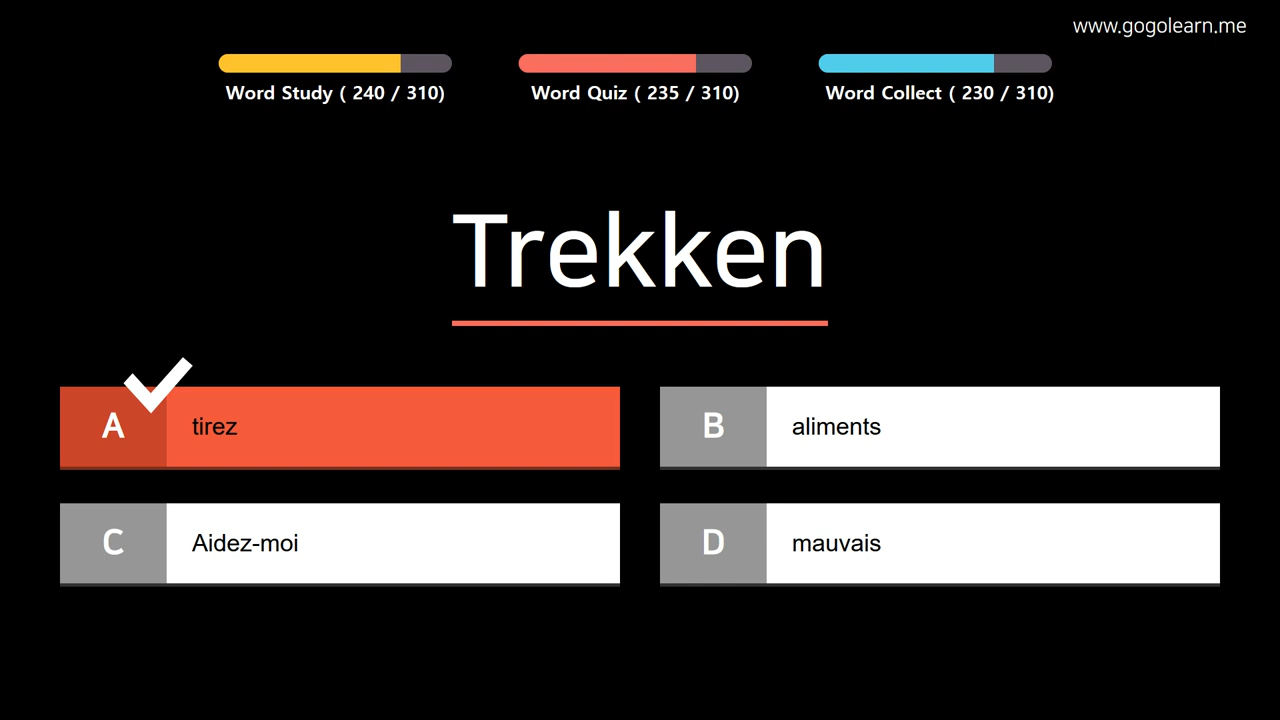 www.gogolearn.me
Word Study ( 240 / 310)
Word Quiz ( 235 / 310)
Word Collect ( 230 / 310)
Trekken
A
tirez
B
aliments
C
Aidez-moi
D
mauvais